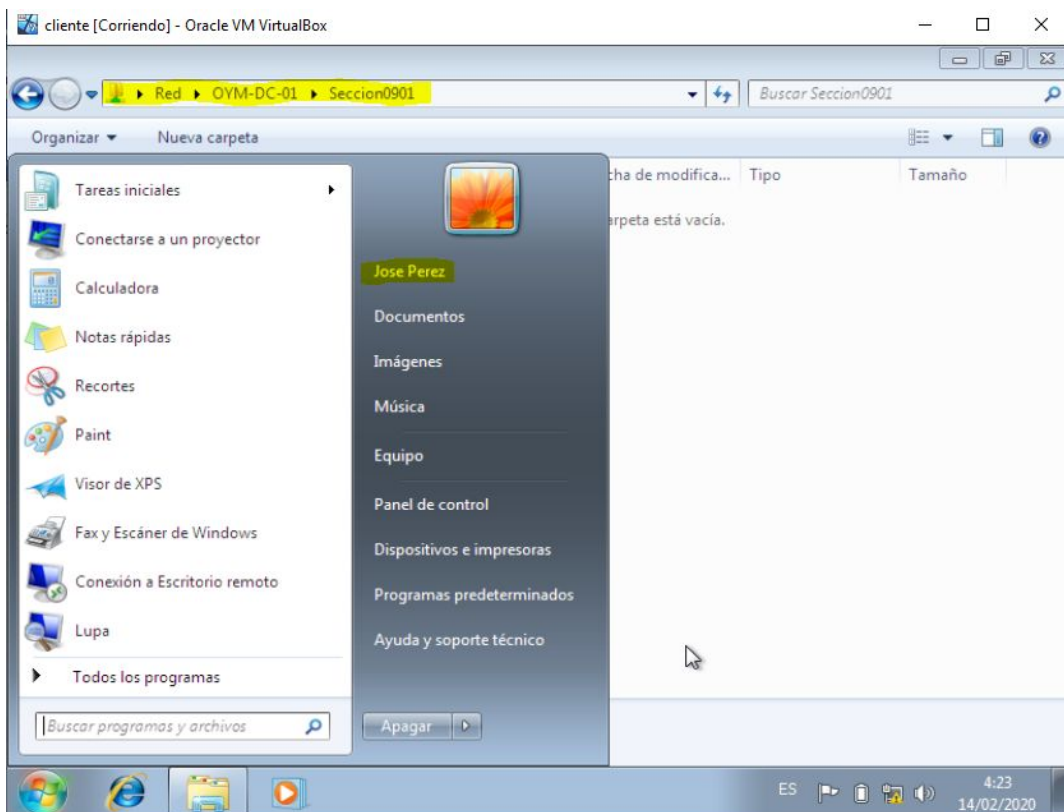 cliente [Corriendo] - Oracle VM VirtualBox
Red ▸ OYM-DC-01 ▸ Seccion0901
Buscar Seccion0901
Organizar
Nueva carpeta
cha de modifica...
Tipo
Tamaño
arpeta está vacía.
Tareas iniciales
Conectarse a un proyector
Calculadora
Notas rápidas
Recortes
Paint
Visor de XPS
Fax y Escáner de Windows
Conexión a Escritorio remoto
Lupa
Todos los programas
Buscar programas y archivos
Jose Perez
Documentos
Imágenes
Música
Equipo
Panel de control
Dispositivos e impresoras
Programas predeterminados
Ayuda y soporte técnico
Apagar
ES
4:23
14/02/2020